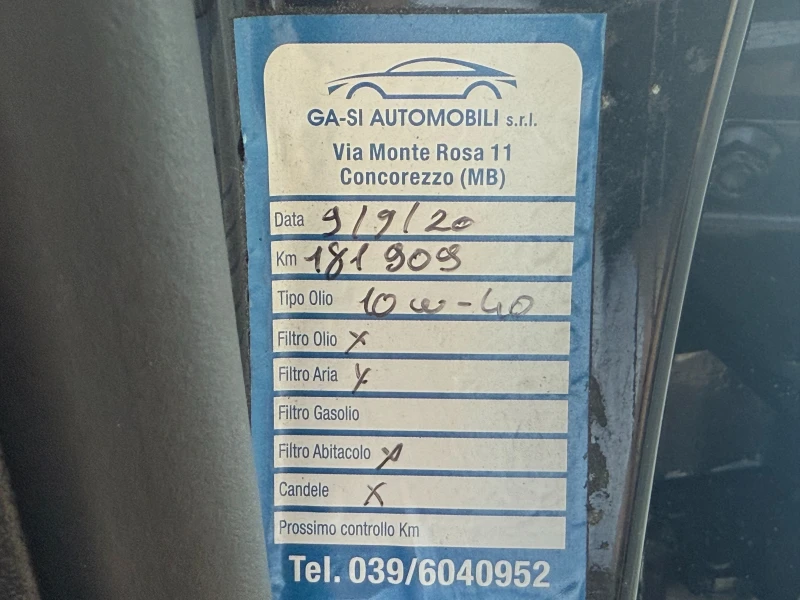 GA-SI AUTOMOBILI s.r.l.
Via Monte Rosa 11
Concorezzo (MB)
Data 9/9/20
Km 181 909
Tipo Olio 10w-40
Filtro Olio X
Filtro Aria X
Filtro Gasolio
Filtro Abitacolo X
Candele X
Prossimo controllo Km
Tel. 039/6040952